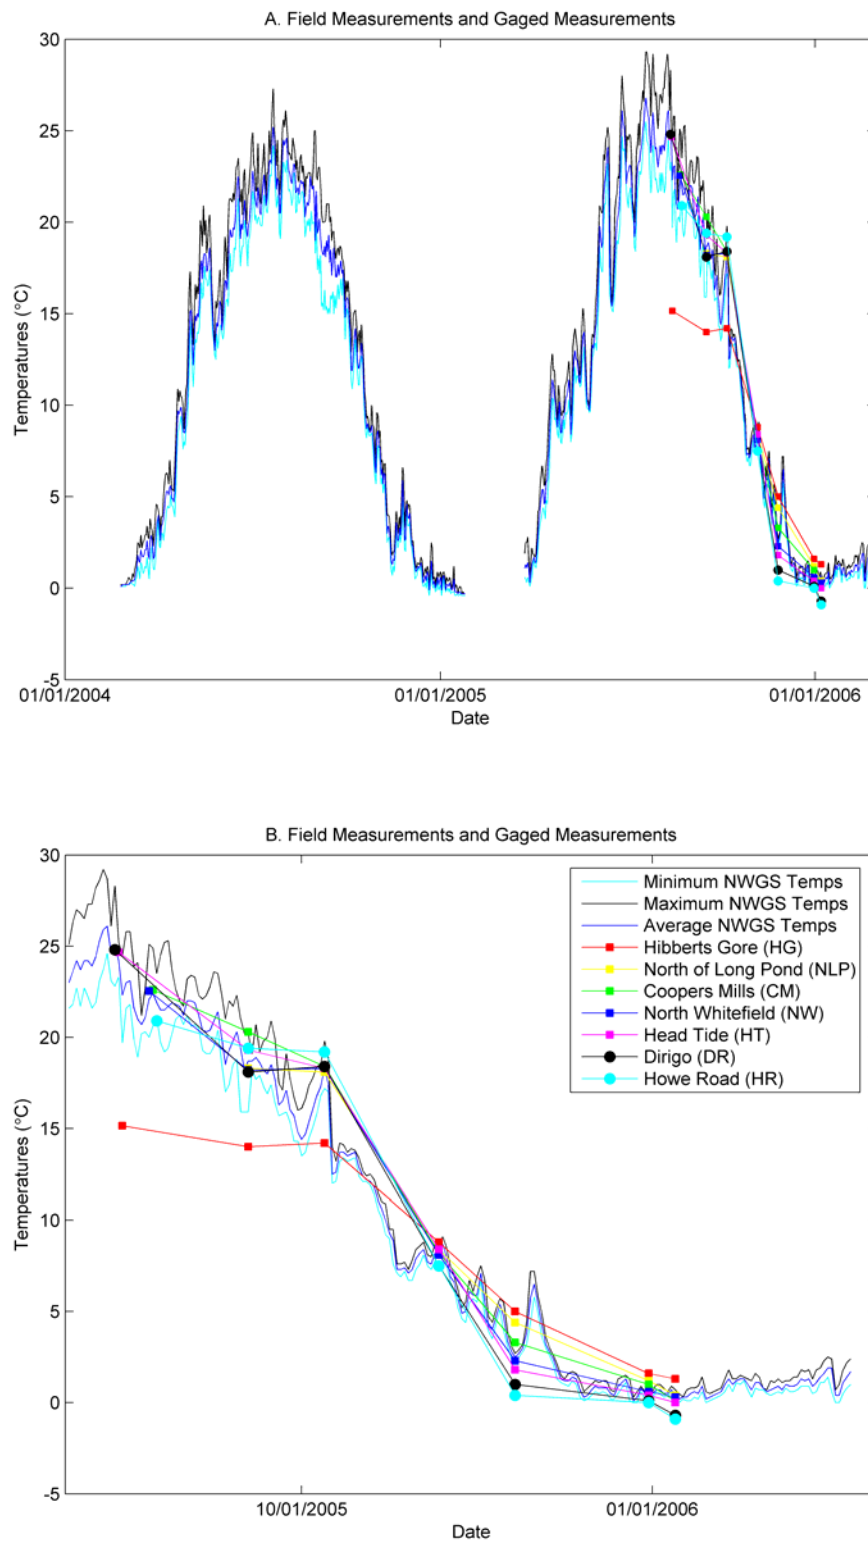 A. Field Measurements and Gaged Measurements
30
25
20
15
10
5
0
-5
Temperatures (°C)
01/01/2004
01/01/2005
01/01/2006
Date
B. Field Measurements and Gaged Measurements
30
25
20
15
10
5
0
-5
Temperatures (°C)
Minimum NWGS Temps
Maximum NWGS Temps
Average NWGS Temps
Hibberts Gore (HG)
North of Long Pond (NLP)
Coopers Mills (CM)
North Whitefield (NW)
Head Tide (HT)
Dirigo (DR)
Howe Road (HR)
10/01/2005
01/01/2006
Date